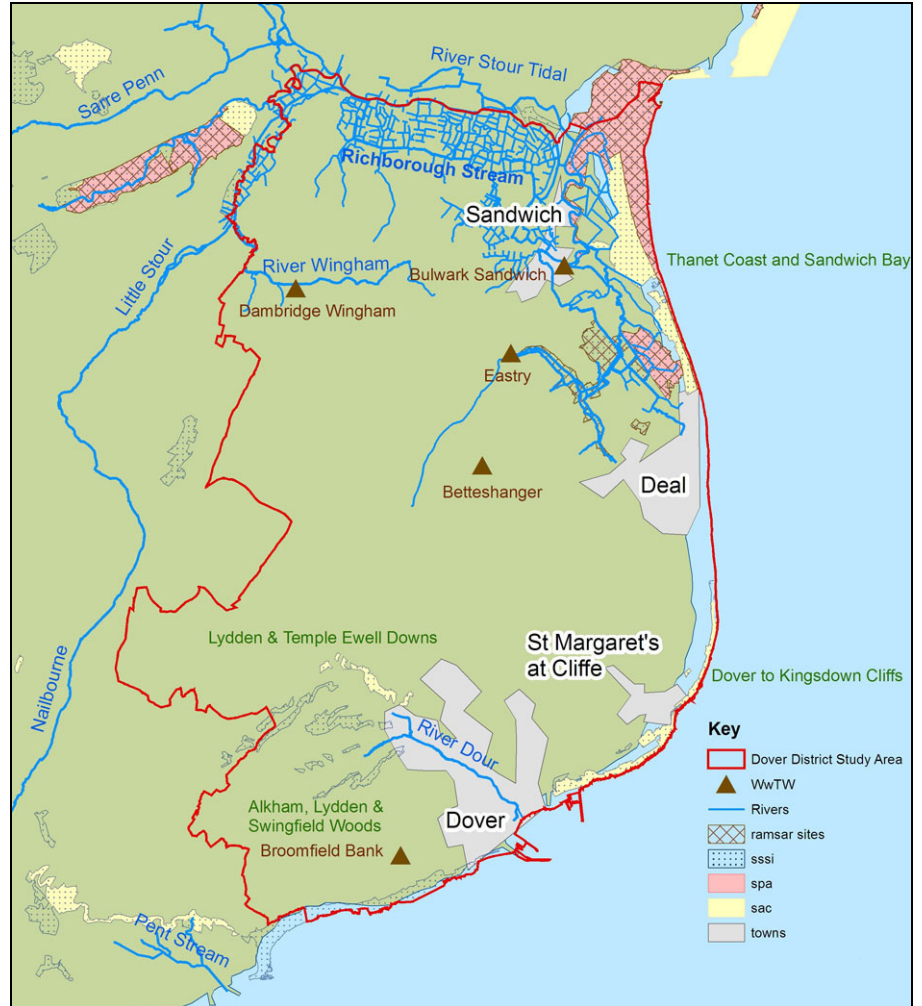 River Stour Tidal
Sarre Penn
Richborough Stream
Sandwich
Thanet Coast and Sandwich Bay
Bulwark Sandwich
River Wingham
Little Stour
Dambridge Wingham
Eastry
Betteshanger
Deal
Lydden & Temple Ewell Downs
St Margaret's
at Cliffe
Dover to Kingsdown Cliffs
Nailbourne
River Dour
Alkham, Lydden &
Swingfield Woods
Dover
Broomfield Bank
Pent Stream
Key
Dover District Study Area
WwTW
Rivers
ramsar sites
sssi
spa
sac
towns